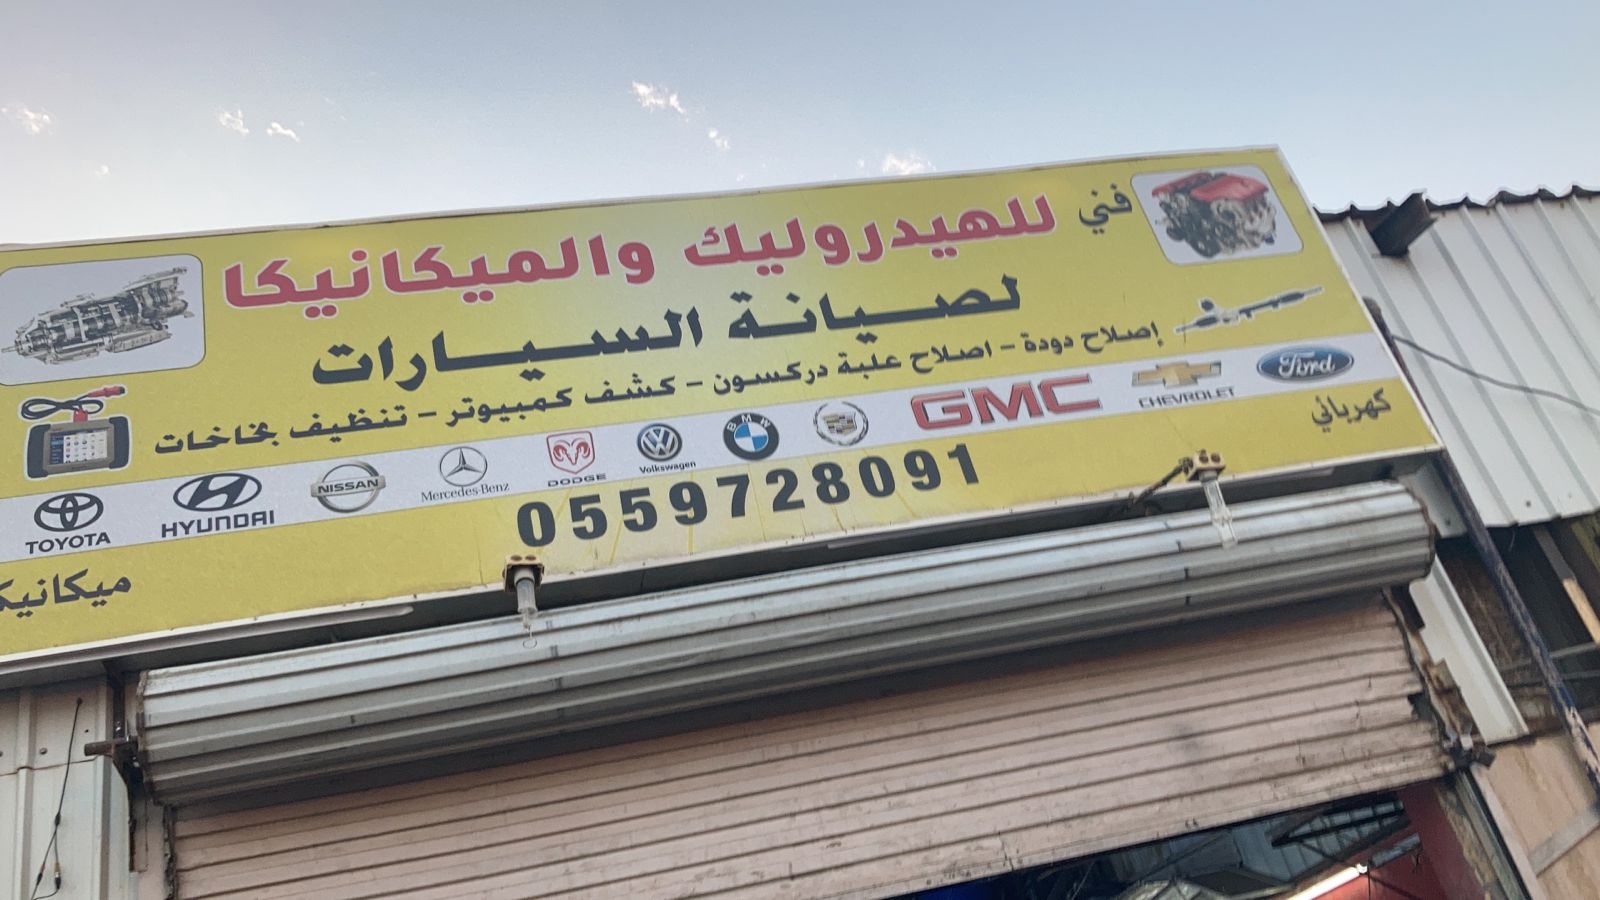 فني للهيدروليك والميكانيكا
لصيانة السيارات
إصلاح دودة - اصلاح علبة دركسون - كشف كمبيوتر - تنظيف بخاخات
Ford
CHEVROLET
GMC
BMW
Volkswagen
DODGE
Mercedes-Benz
NISSAN
HYUNDAI
TOYOTA
كهربائي
0559728091